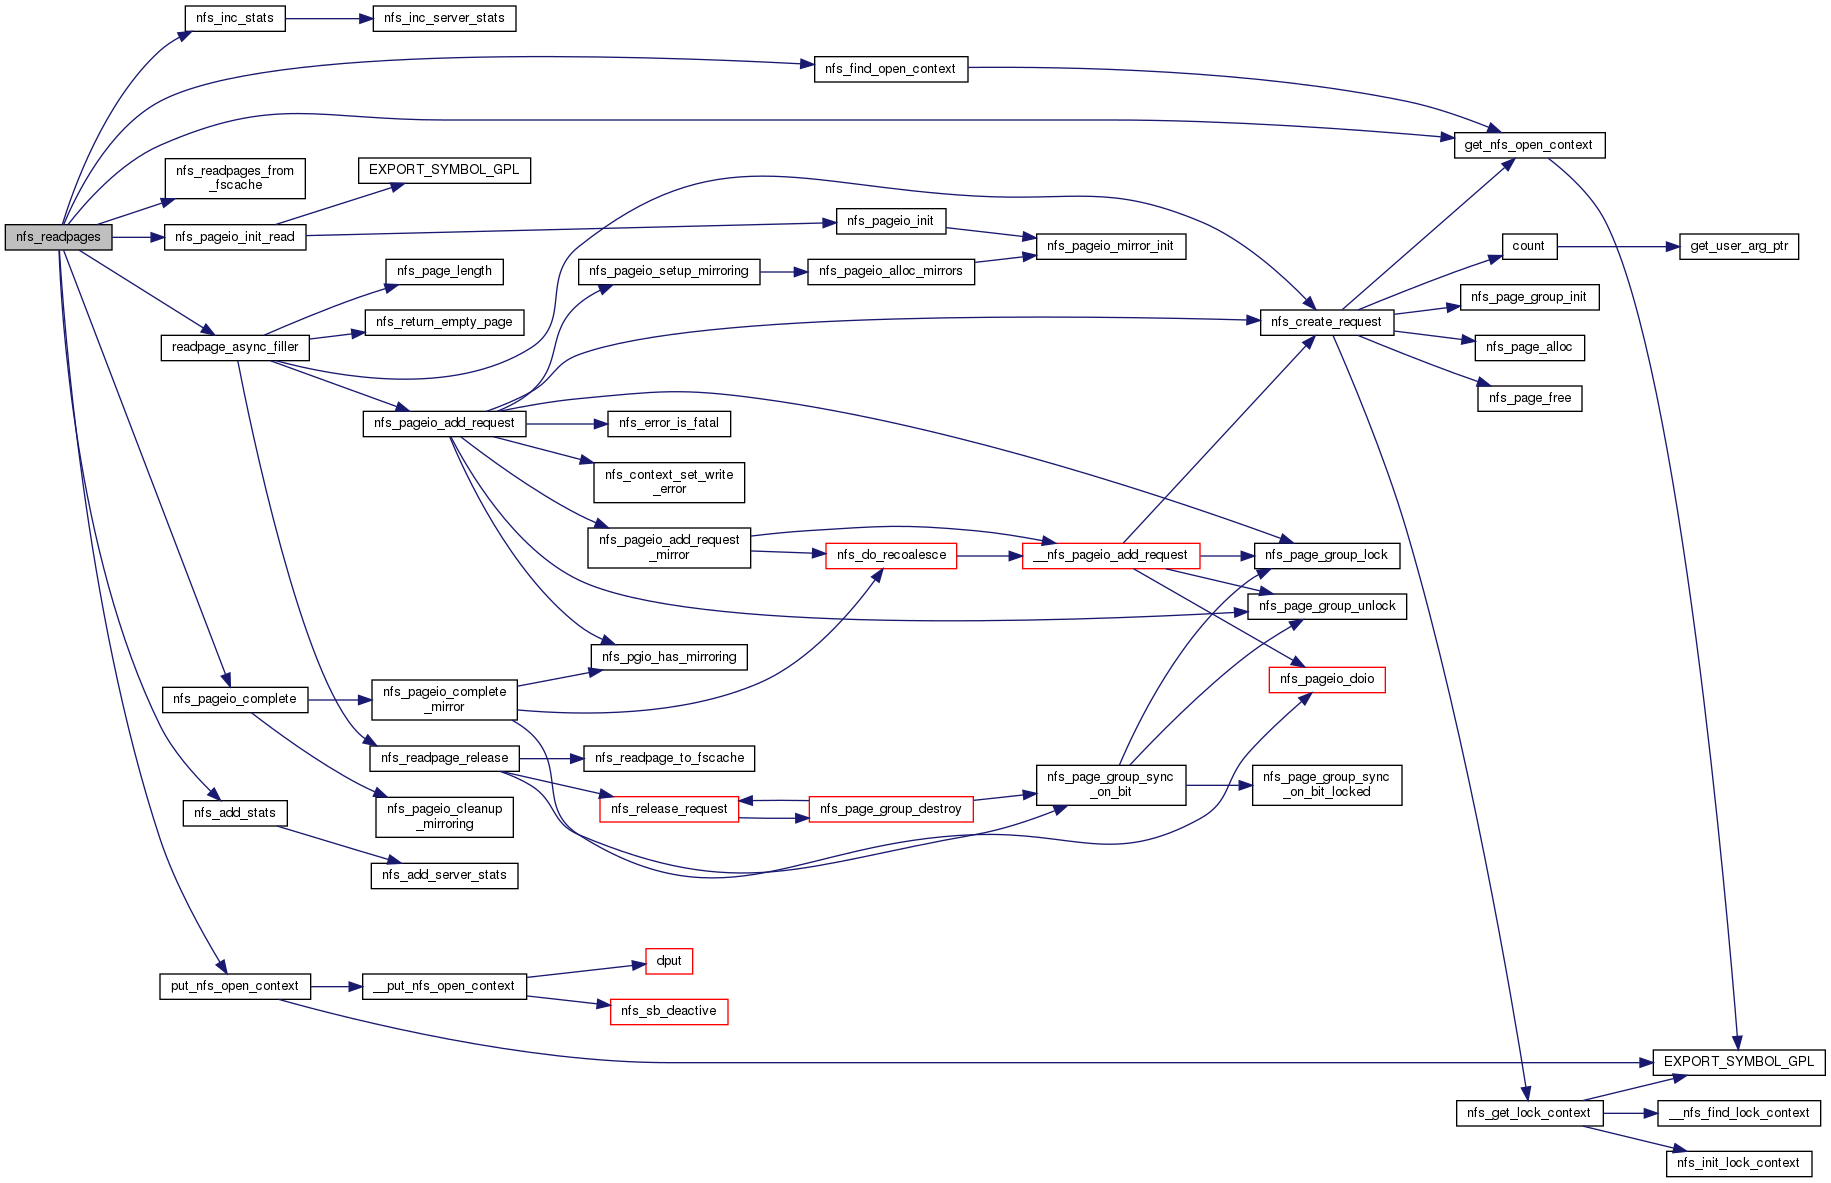 nfs_inc_stats
nfs_inc_server_stats
nfs_find_open_context
get_nfs_open_context
nfs_readpages_from
_fscache
EXPORT_SYMBOL_GPL
nfs_readpages
nfs_pageio_init_read
nfs_pageio_init
nfs_pageio_mirror_init
count
get_user_arg_ptr
nfs_page_length
nfs_pageio_setup_mirroring
nfs_pageio_alloc_mirrors
nfs_page_group_init
nfs_return_empty_page
nfs_create_request
readpage_async_filler
nfs_page_alloc
nfs_page_free
nfs_pageio_add_request
nfs_error_is_fatal
nfs_context_set_write
_error
nfs_pageio_add_request
_mirror
nfs_do_recoalesce
__nfs_pageio_add_request
nfs_page_group_lock
nfs_page_group_unlock
nfs_pgio_has_mirroring
nfs_pageio_doio
nfs_pageio_complete
nfs_pageio_complete
_mirror
nfs_readpage_release
nfs_readpage_to_fscache
nfs_page_group_sync
_on_bit
nfs_page_group_sync
_on_bit_locked
nfs_add_stats
nfs_pageio_cleanup
_mirroring
nfs_release_request
nfs_page_group_destroy
nfs_add_server_stats
dput
put_nfs_open_context
__put_nfs_open_context
nfs_sb_deactive
EXPORT_SYMBOL_GPL
nfs_get_lock_context
__nfs_find_lock_context
nfs_init_lock_context